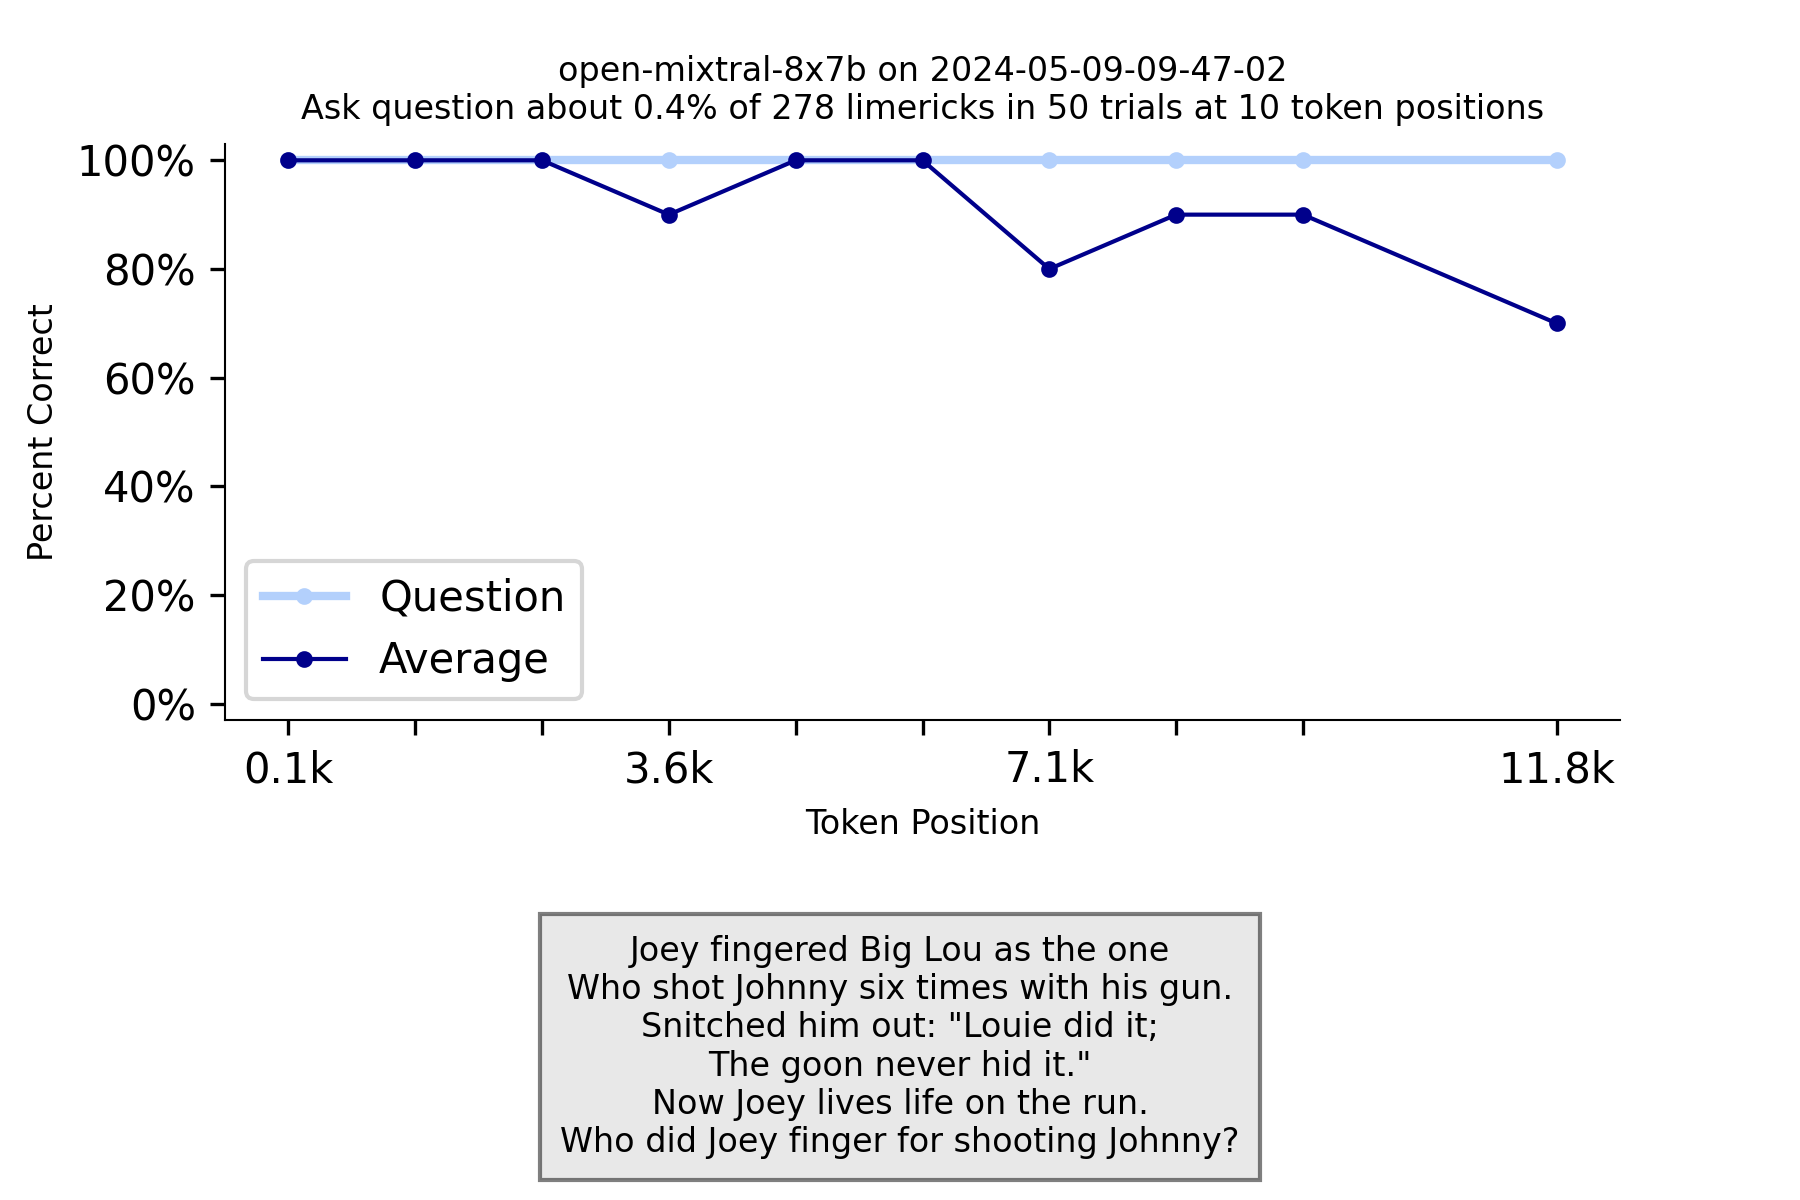 open-mixtral-8x7b on 2024-05-09-09-47-02
Ask question about 0.4% of 278 limericks in 50 trials at 10 token positions
100%
80%
60%
40%
20%
0%
Percent Correct
Question
Average
0.1k
3.6k
7.1k
11.8k
Token Position
Joey fingered Big Lou as the one
Who shot Johnny six times with his gun.
Snitched him out: "Louie did it;
The goon never hid it."
Now Joey lives life on the run.
Who did Joey finger for shooting Johnny?